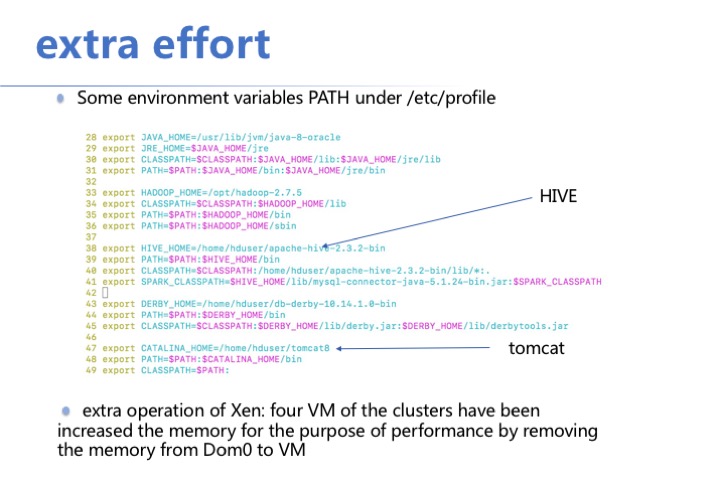 extra effort
Some environment variables PATH under /etc/profile
28 export JAVA_HOME=/usr/lib/jvm/java-8-oracle
29 export JRE_HOME=$JAVA_HOME/jre
30 export CLASSPATH=$CLASSPATH:$JAVA_HOME/lib:$JAVA_HOME/jre/lib
31 export PATH=$PATH:$JAVA_HOME/bin:$JAVA_HOME/jre/bin
32
33 export HADOOP_HOME=/opt/hadoop-2.7.5
34 export CLASSPATH=$CLASSPATH:$HADOOP_HOME/lib
35 export PATH=$PATH:$HADOOP_HOME/bin
36 export PATH=$PATH:$HADOOP_HOME/sbin
HIVE
37
38 export HIVE_HOME=/home/hduser/apache-hive-2.3.2-bin
39 export PATH=$PATH:$HIVE_HOME/bin
40 export CLASSPATH=$CLASSPATH:/home/hduser/apache-hive-2.3.2-bin/lib/*:.
41 export SPARK_CLASSPATH=$HIVE_HOME/lib/mysql-connector-java-5.1.24-bin.jar:$SPARK_CLASSPATH
42
43 export DERBY_HOME=/home/hduser/db-derby-10.14.1.0-bin
44 export PATH=$PATH:$DERBY_HOME/bin
45 export CLASSPATH=$CLASSPATH:$DERBY_HOME/lib/derby.jar:$DERBY_HOME/lib/derbytools.jar
46
47 export CATALINA_HOME=/home/hduser/tomcat8
tomcat
48 export PATH=$PATH:$CATALINA_HOME/bin
49 export CLASSPATH=$PATH:
extra operation of Xen: four VM of the clusters have been
increased the memory for the purpose of performance by removing
the memory from Dom0 to VM